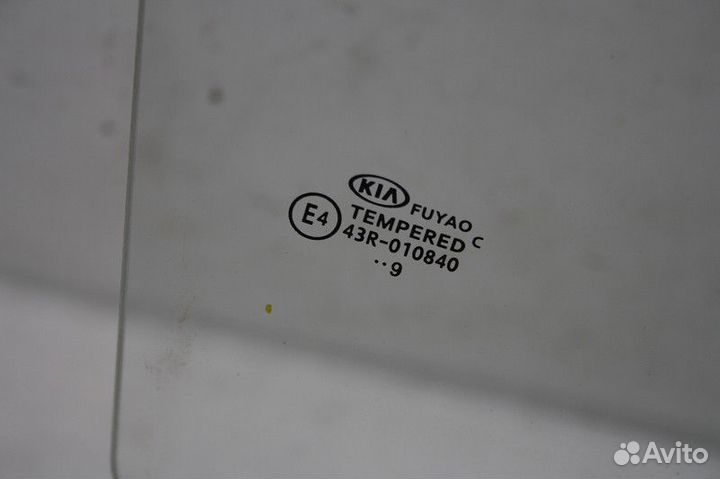 KIA FUYAO C
E4 TEMPERED
43R-010840
..9
Avito